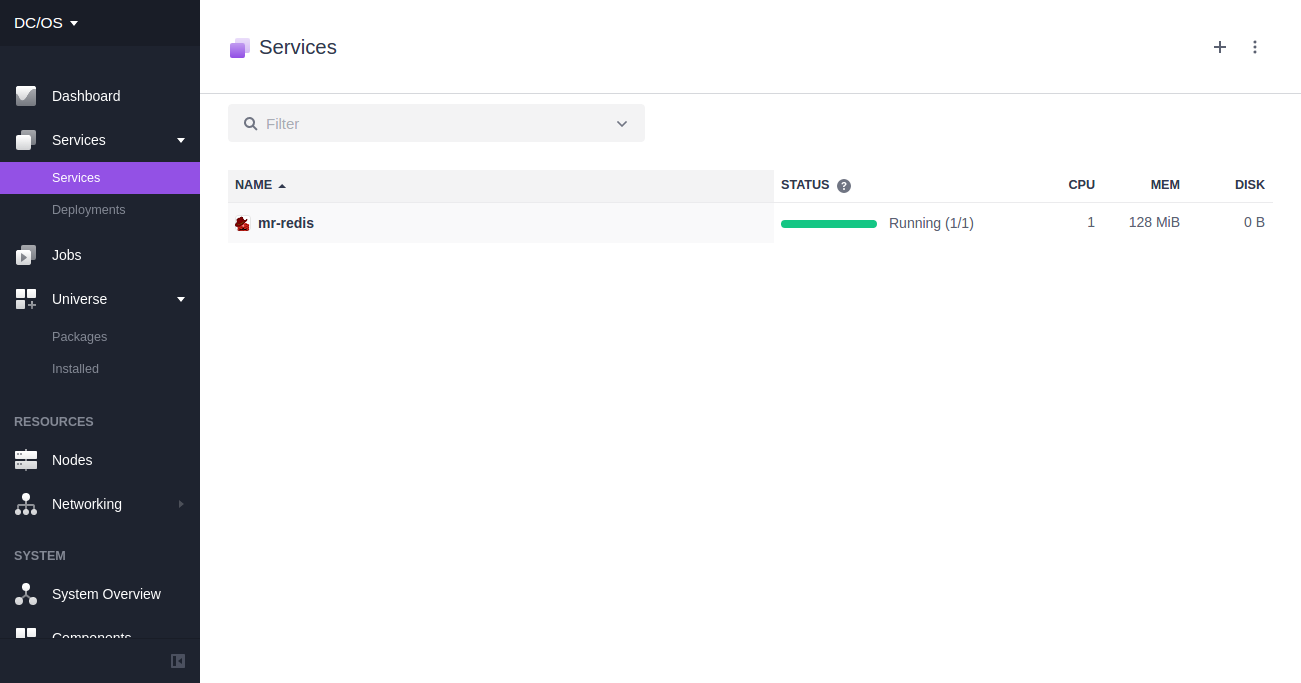 DC/OS
Dashboard
Services
Services
Deployments
Jobs
Universe
Packages
Installed
RESOURCES
Nodes
Networking
SYSTEM
System Overview
Components
Services
Filter
NAME STATUS ? CPU MEM DISK
mr-redis Running (1/1) 1 128 MiB 0 B